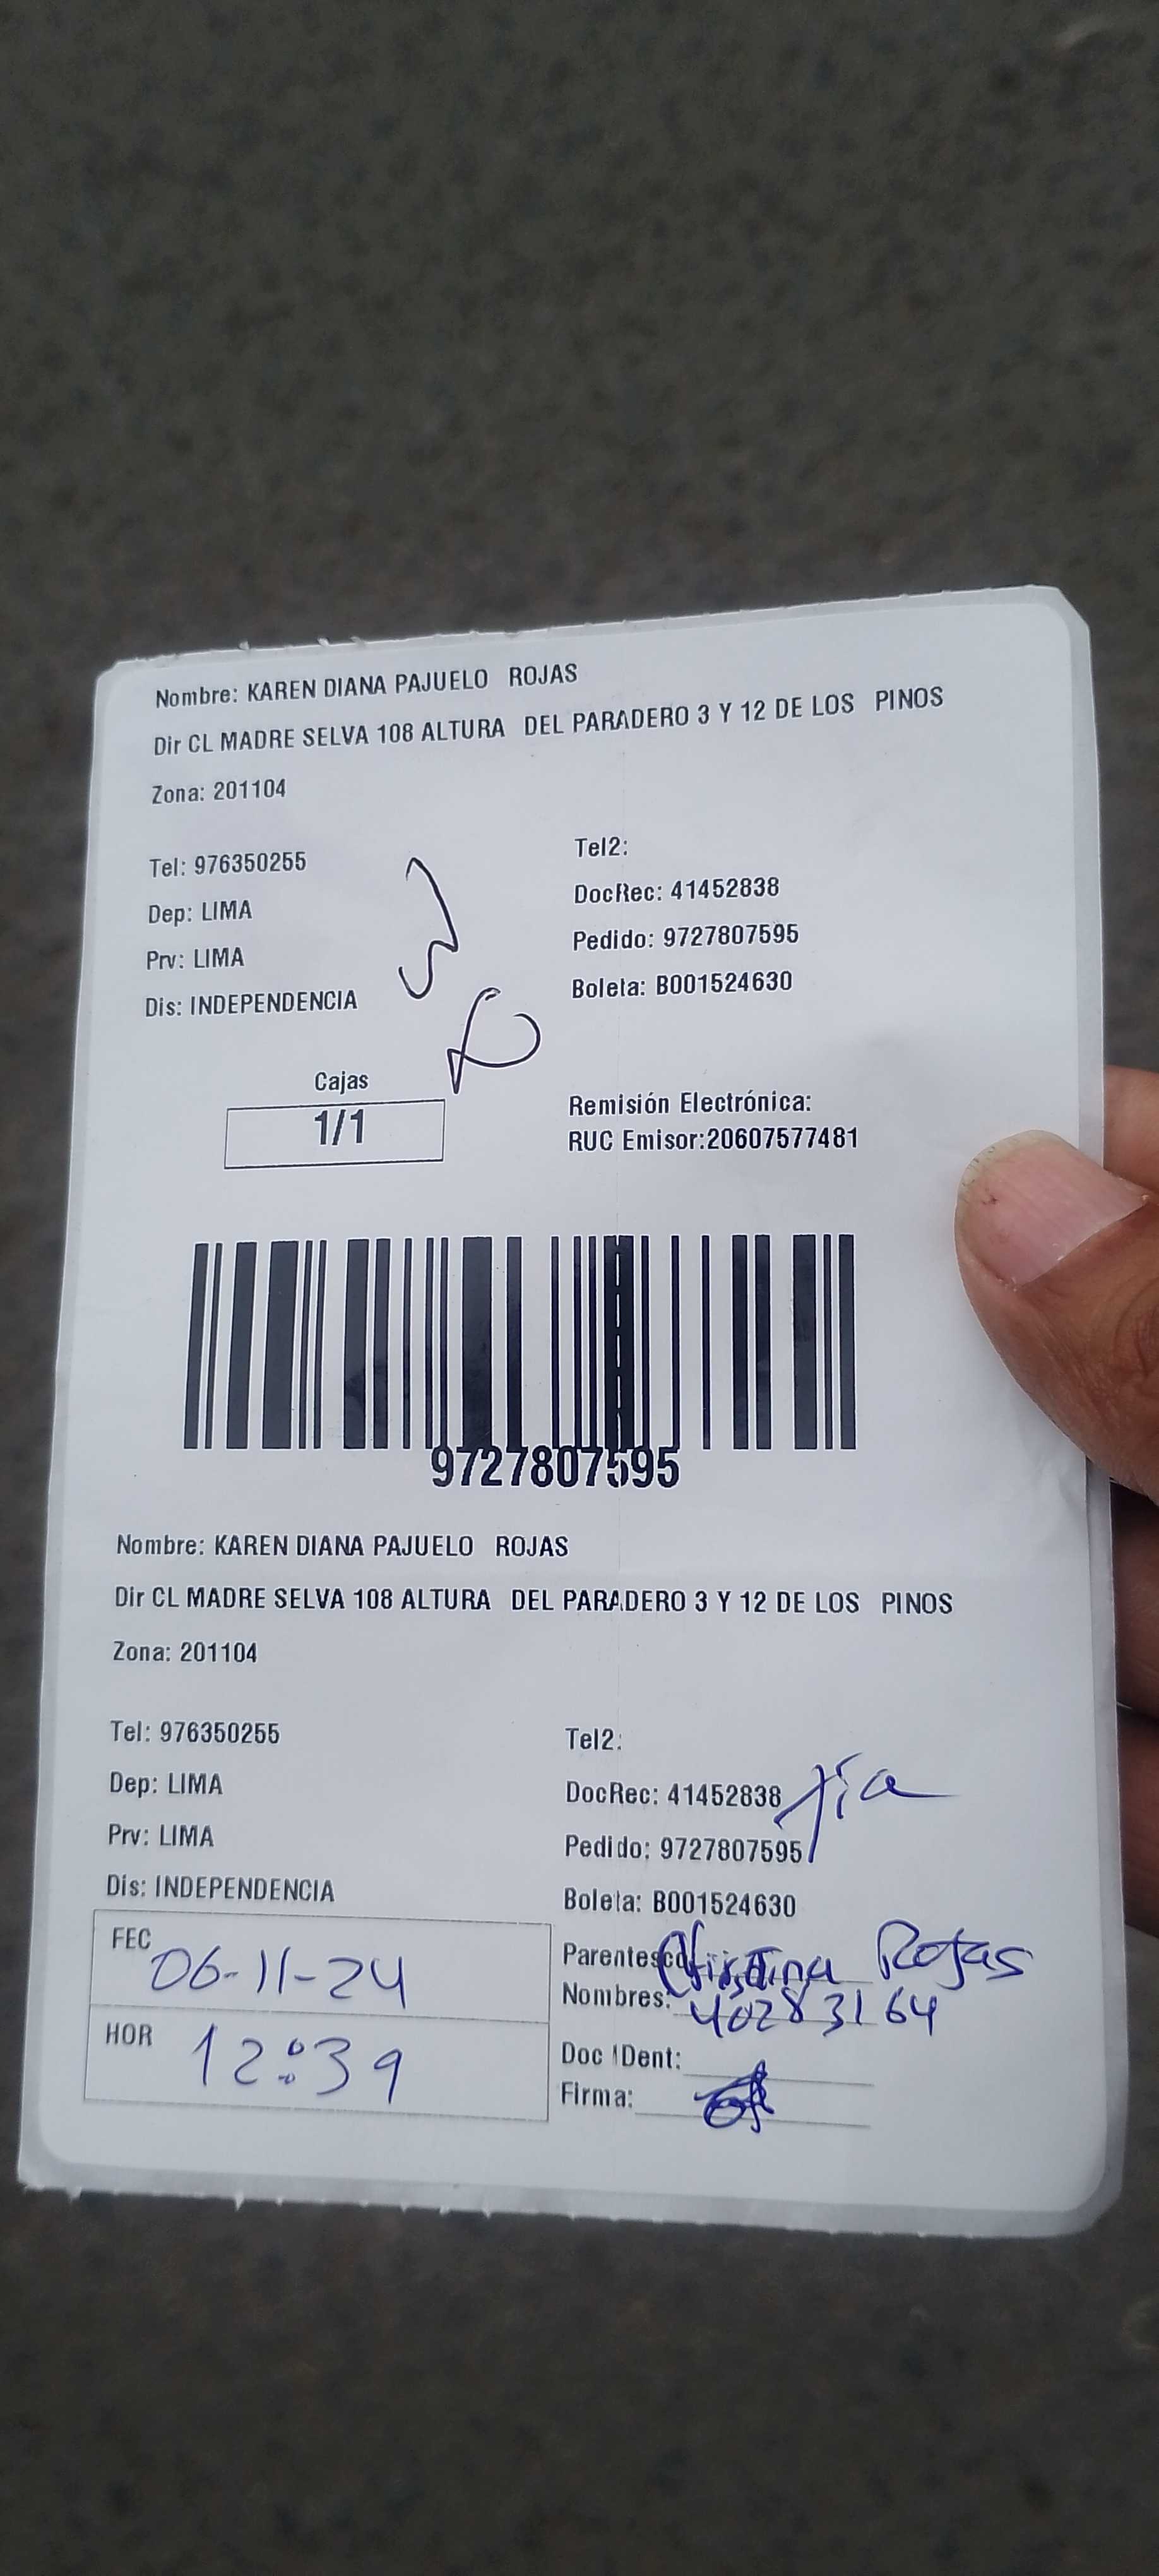 Nombre: KAREN DIANA PAJUELO ROJAS
Dir CL MADRE SELVA 108 ALTURA DEL PARADERO 3 Y 12 DE LOS PINOS
Zona: 201104
Tel: 976350255
Tel2:
Dep: LIMA
DocRec: 41452838
Prv: LIMA
Pedido: 9727807595
Dis: INDEPENDENCIA
Boleta: B001524630
Cajas
1/1
Remisión Electrónica:
RUC Emisor:20607577481
9727807595
Nombre: KAREN DIANA PAJUELO ROJAS
Dir CL MADRE SELVA 108 ALTURA DEL PARADERO 3 Y 12 DE LOS PINOS
Zona: 201104
Tel: 976350255
Tel2:
Dep: LIMA
DocRec: 41452838 tía
Prv: LIMA
Pedido: 9727807595
Dis: INDEPENDENCIA
Boleta: B001524630
FEC 06-11-24
Parentesco: Cristina Rojas
Nombres: 40283164
HOR 12:39
Doc IDent:
Firma: